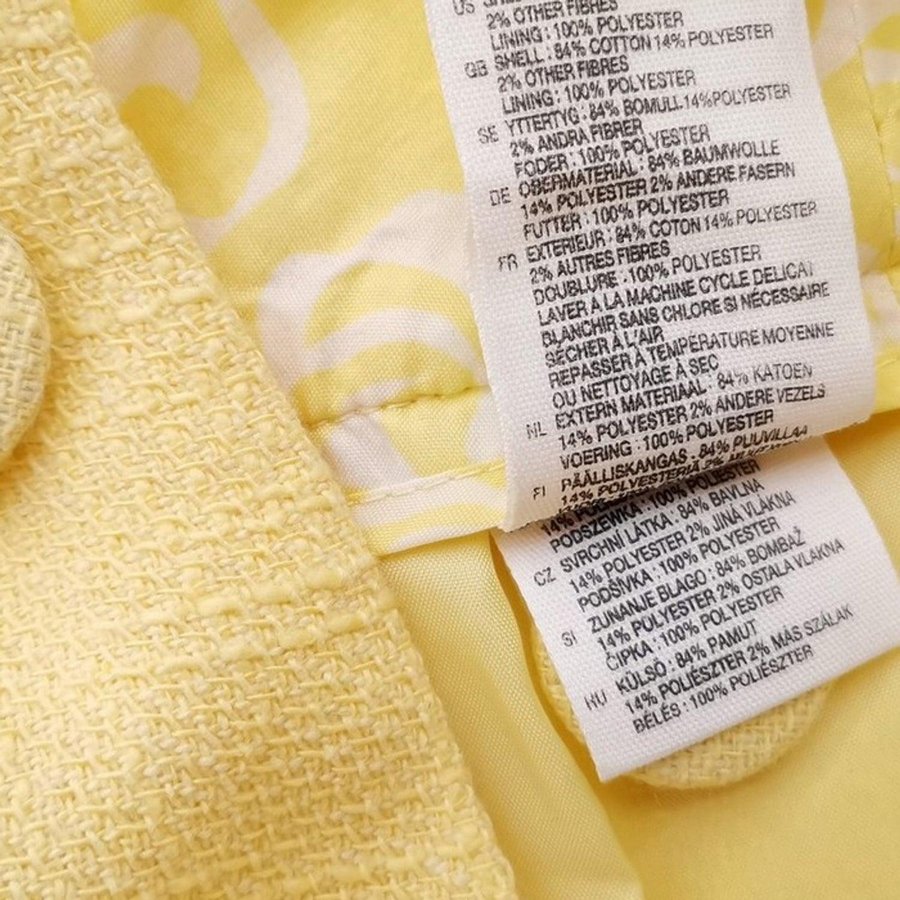 US
2% OTHER FIBRES
LINING: 100% POLYESTER
GB SHELL: 84% COTTON 14% POLYESTER
2% OTHER FIBRES
LINING: 100% POLYESTER
SE YTTERTYG: 84% BOMULL 14% POLYESTER
2% ANDRA FIBRER
FODER: 100% POLYESTER
DE OBERMATERIAL: 84% BAUMWOLLE
14% POLYESTER 2% ANDERE FASERN
FUTTER: 100% POLYESTER
FR EXTERIEUR: 84% COTON 14% POLYESTER
2% AUTRES FIBRES
DOUBLURE: 100% POLYESTER
LAVER À LA MACHINE CYCLE DELICAT
BLANCHIR SANS CHLORE SI NÉCESSAIRE
SÉCHER À L'AIR
REPASSER À TEMPÉRATURE MOYENNE
OU NETTOYAGE À SEC
NL EXTERN MATERIAAL: 84% KATOEN
14% POLYESTER 2% ANDERE VEZELS
VOERING: 100% POLYESTER
FI PÄÄLLISKANGAS: 84% PUUVILLAA
14% POLYESTERIÄ 2%
14%
PODSZEWKA: 100% POLIESTER
CZ SVRCHNÍ LÁTKA: 84% BAVLNA
14% POLYESTER 2% JINÁ VLÁKNA
PODŠÍVKA: 100% POLYESTER
SI ZUNANJE BLAGO: 84% BOMBAŽ
14% POLYESTER 2% OSTALA VLAKNA
ČIPKA: 100% POLYESTER
HU KÜLSŐ: 84% PAMUT
14% POLIÉSZTER 2% MÁS SZÁLAK
BÉLÉS: 100% POLIÉSZTER